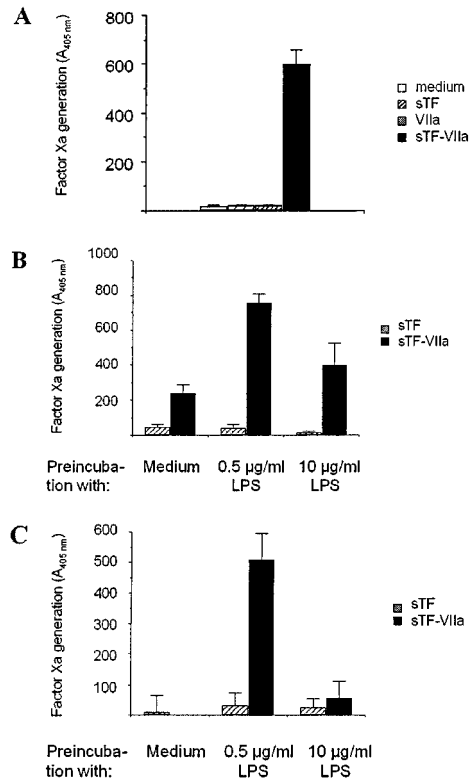 A
Factor Xa generation (A405 nm)
800
600
400
200
medium
sTF
VIIa
sTF-VIIa
B
Factor Xa generation (A405 nm)
1000
800
600
400
200
sTF
sTF-VIIa
Preincuba-
tion with:
Medium
0.5 µg/ml
LPS
10 µg/ml
LPS
C
Factor Xa generation (A405 nm)
600
500
400
300
200
100
sTF
sTF-VIIa
Preincuba-
tion with:
Medium
0.5 µg/ml
LPS
10 µg/ml
LPS